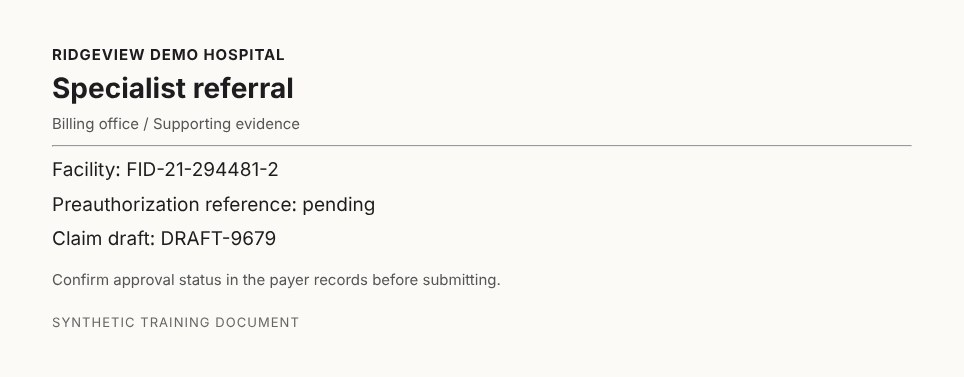 RIDGEVIEW DEMO HOSPITAL
Specialist referral
Billing office / Supporting evidence
Facility: FID-21-294481-2
Preauthorization reference: pending
Claim draft: DRAFT-9679
Confirm approval status in the payer records before submitting.
SYNTHETIC TRAINING DOCUMENT